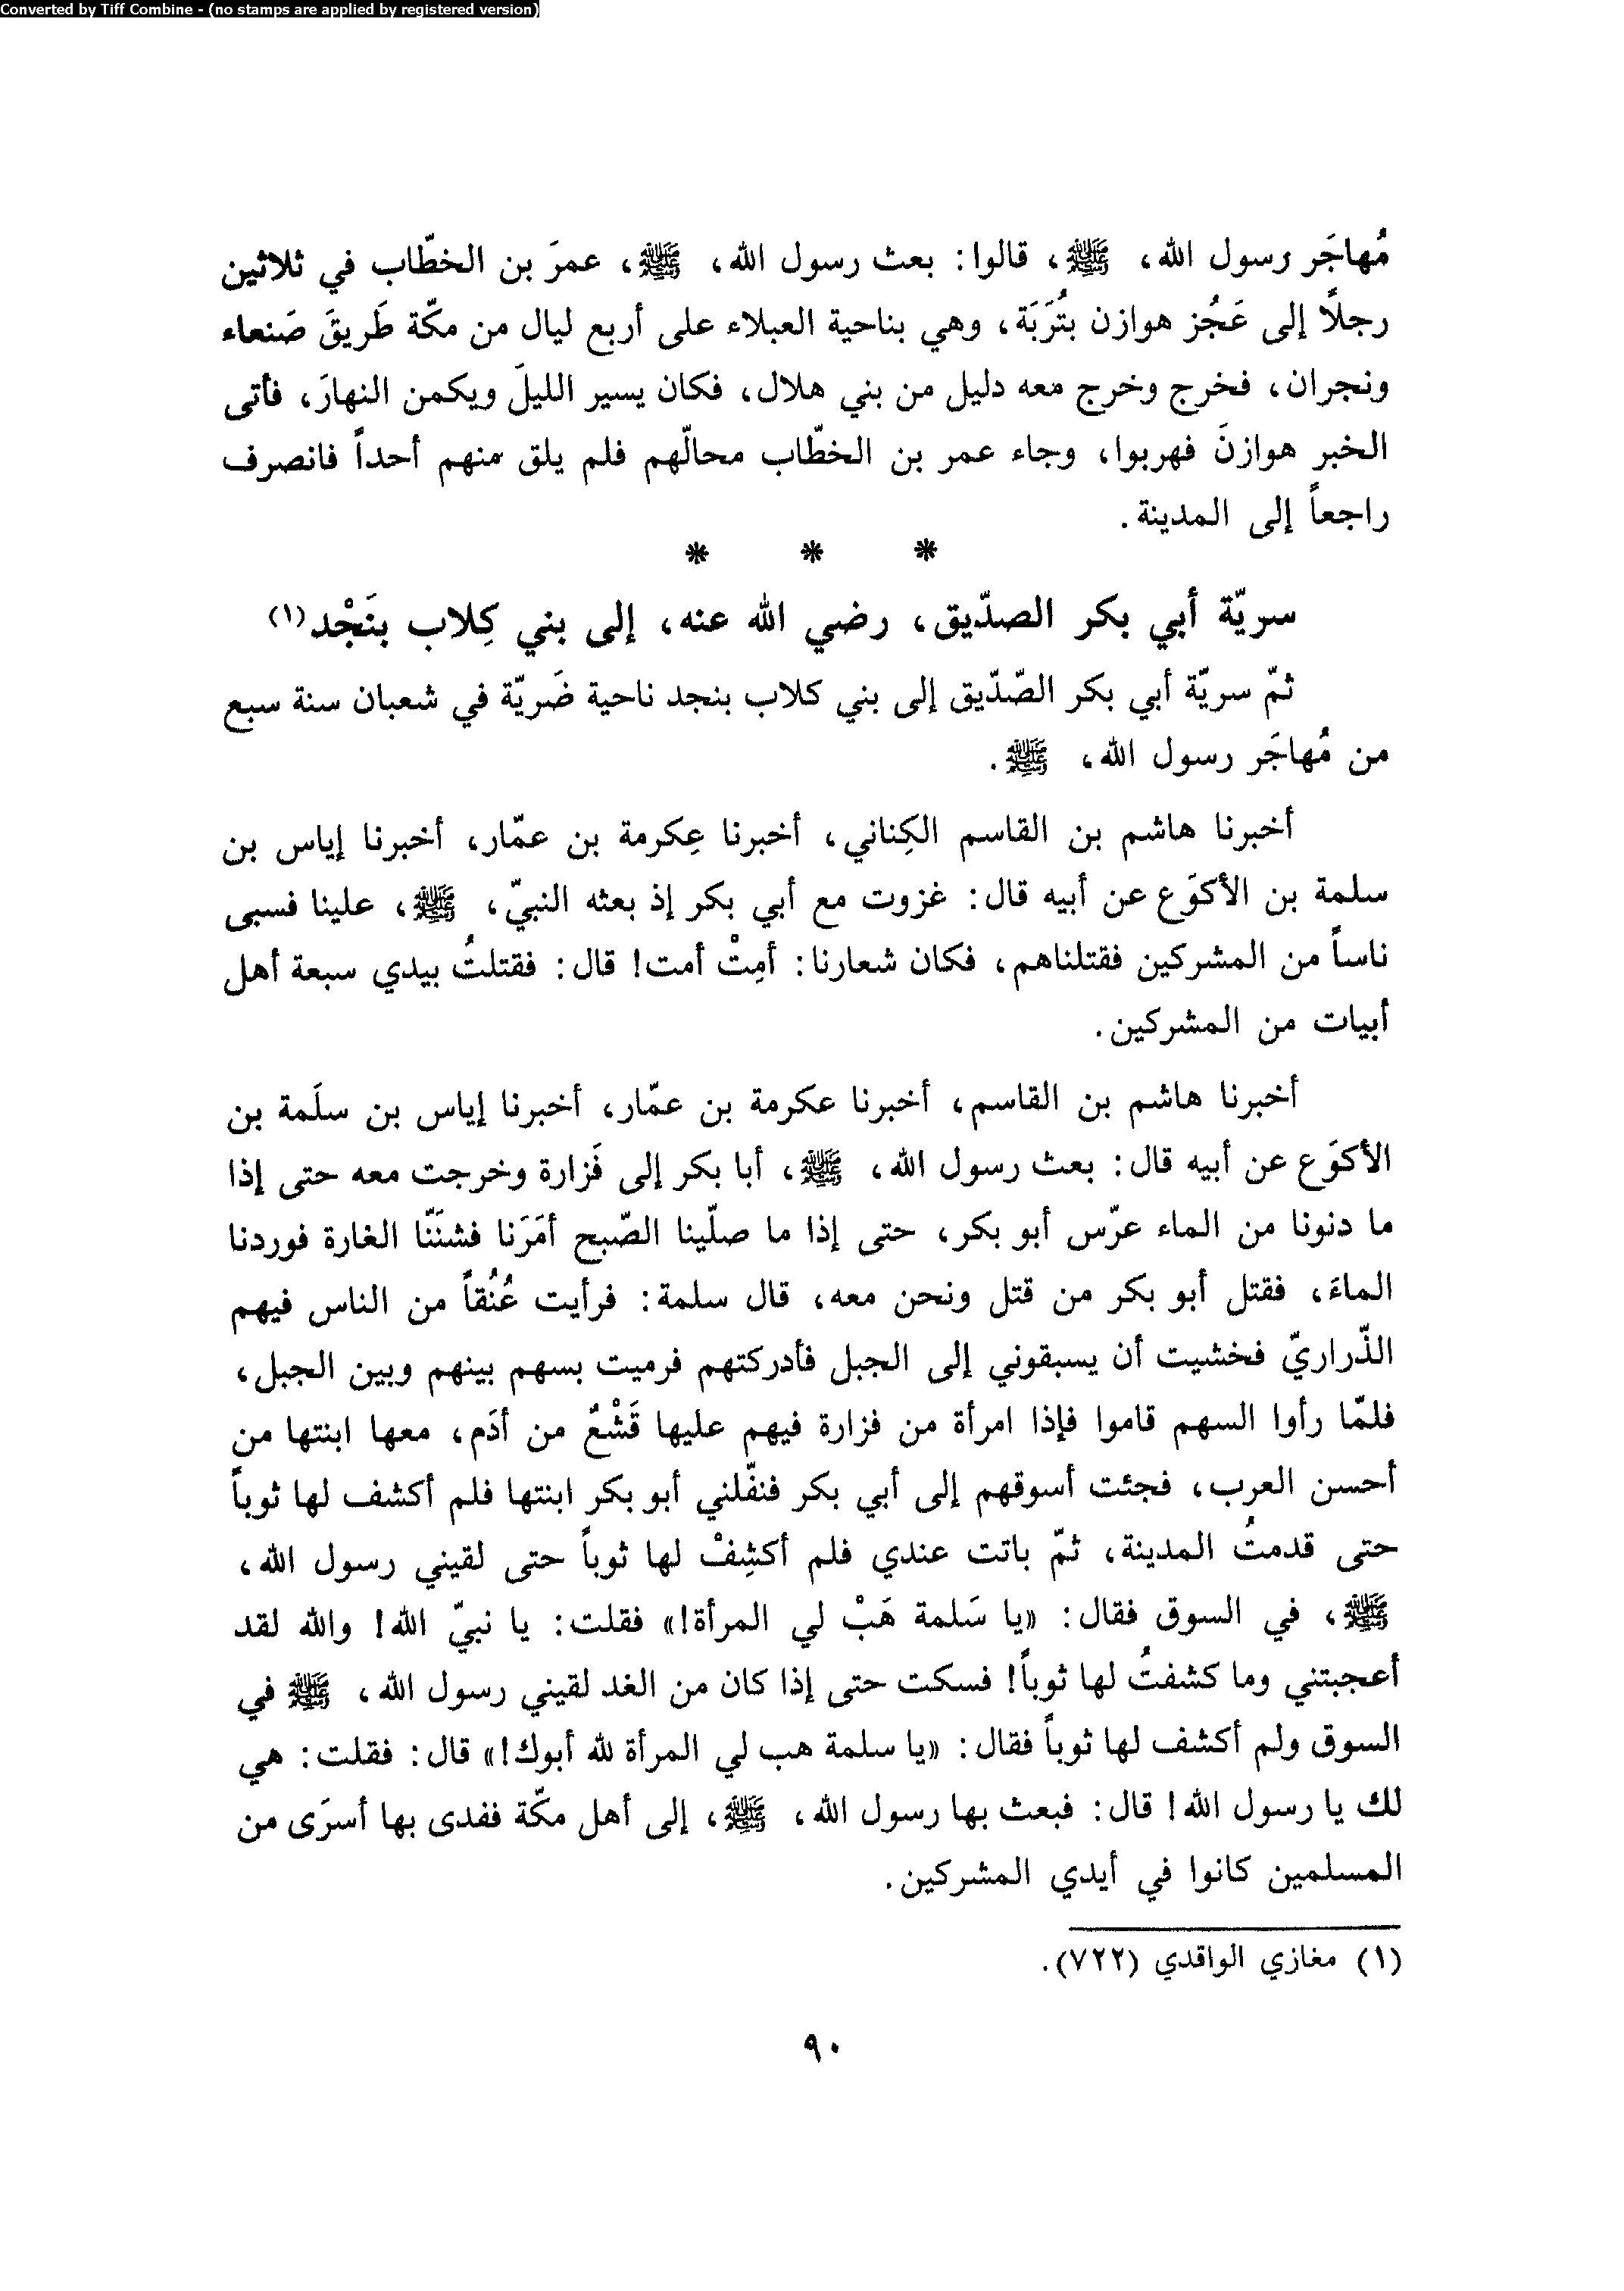 Converted by Tiff Combine - (no stamps are applied by registered version)
مُهاجَر رسول الله، ﷺ، قالوا: بعث رسول الله، ﷺ، عمرَ بن الخطّاب في ثلاثين
رجلاً إلى عَجُز هوازن بتُرَبَة، وهي بناحية العبلاء على أربع ليال من مكّة طَريقَ صَنعاء
ونجران، فخرج وخرج معه دليل من بني هلال، فكان يسير الليلَ ويكمن النهارَ، فأتى
الخبر هوازنَ فهربوا، وجاء عمر بن الخطّاب محالّهم فلم يلق منهم أحداً فانصرف
راجعاً إلى المدينة.
* * *
سريّة أبي بكر الصدّيق، رضي الله عنه، إلى بني كِلاب بنَجْد(١)
ثمّ سريّة أبي بكر الصّدّيق إلى بني كلاب بنجد ناحية ضَريّة في شعبان سنة سبع
من مُهاجَر رسول الله، ﷺ.
أخبرنا هاشم بن القاسم الكِناني، أخبرنا عِكرمة بن عمّار، أخبرنا إياس بن
سلمة بن الأكوَع عن أبيه قال: غزوت مع أبي بكر إذ بعثه النبيّ، ﷺ، علينا فسبى
ناساً من المشركين فقتلناهم، فكان شعارنا: أمِتْ أمت! قال: فقتلتُ بيدي سبعة أهل
أبيات من المشركين.
أخبرنا هاشم بن القاسم، أخبرنا عكرمة بن عمّار، أخبرنا إياس بن سلَمة بن
الأكوَع عن أبيه قال: بعث رسول الله، ﷺ، أبا بكر إلى فَزارة وخرجت معه حتى إذا
ما دنونا من الماء عرّس أبو بكر، حتى إذا ما صلّينا الصّبح أمَرَنا فشنَنّا الغارة فوردنا
الماءَ، فقتل أبو بكر من قتل ونحن معه، قال سلمة: فرأيت عُنُقاً من الناس فيهم
الذّراريّ فخشيت أن يسبقوني إلى الجبل فأدركتهم فرميت بسهم بينهم وبين الجبل،
فلمّا رأوا السهم قاموا فإذا امرأة من فزارة فيهم عليها قَشْعٌ من أدَم، معها ابنتها من
أحسن العرب، فجئت أسوقهم إلى أبي بكر فنفّلني أبو بكر ابنتها فلم أكشف لها ثوباً
حتى قدمتُ المدينة، ثمّ باتت عندي فلم أكشِفْ لها ثوباً حتى لقيني رسول الله،
ﷺ، في السوق فقال: «يا سَلمة هَبْ لي المرأة!» فقلت: يا نبيّ الله! والله لقد
أعجبتني وما كشفتُ لها ثوباً! فسكت حتى إذا كان من الغد لقيني رسول الله، ﷺ في
السوق ولم أكشف لها ثوباً فقال: «يا سلمة هب لي المرأة لله أبوك!» قال: فقلت: هي
لك يا رسول الله! قال: فبعث بها رسول الله، ﷺ، إلى أهل مكّة ففدى بها أسرَى من
المسلمين كانوا في أيدي المشركين.
(١) مغازي الواقدي (٧٢٢).
٩٠